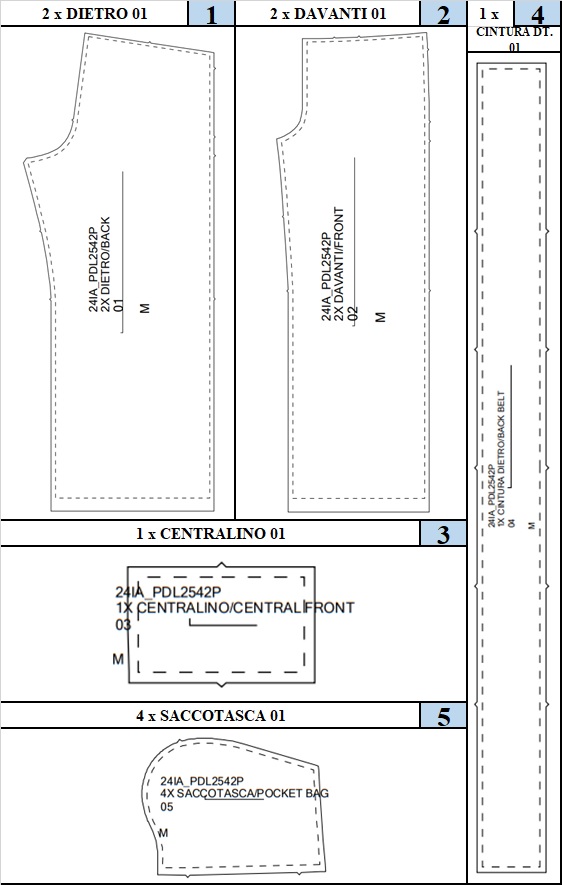 2 x DIETRO 01
1
2 x DAVANTI 01
2
1 x
4
CINTURA DT.
01
24IA_PDL2542P
2X DIETRO/BACK
01
M
24IA_PDL2542P
2X DAVANTI/FRONT
02
M
24IA_PDL2542P
1X CINTURA DIETRO/BACK BELT
04
M
1 x CENTRALINO 01
3
24IA_PDL2542P
1X CENTRALINO/CENTRAL FRONT
03
M
4 x SACCOTASCA 01
5
24IA_PDL2542P
4X SACCOTASCA/POCKET BAG
05
M